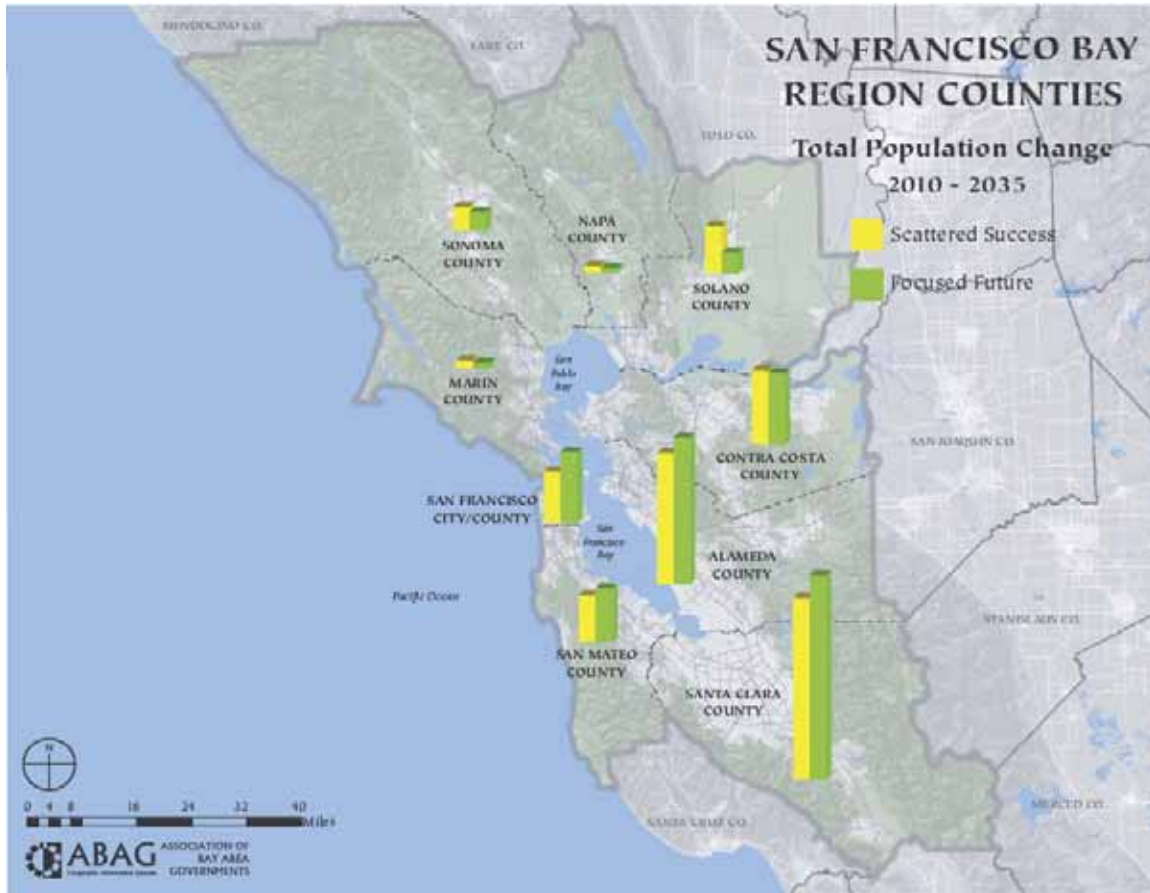 MENDOCINO CO.
LAKE CO.
SAN FRANCISCO BAY
REGION COUNTIES
Total Population Change
2010 - 2035
Scattered Success
Focused Future
YOLO CO.
NAPA
COUNTY
SONOMA
COUNTY
SOLANO
COUNTY
San
Pablo
Bay
MARIN
COUNTY
SAN JOAQUIN CO.
CONTRA COSTA
COUNTY
SAN FRANCISCO
CITY/COUNTY
San
Francisco
Bay
ALAMEDA
COUNTY
Pacific Ocean
STANISLAUS CO.
SAN MATEO
COUNTY
SANTA CLARA
COUNTY
N
0 4 8 16 24 32 40
Miles
MERCED CO.
SANTA CRUZ CO.
ABAG
ASSOCIATION OF
BAY AREA
GOVERNMENTS